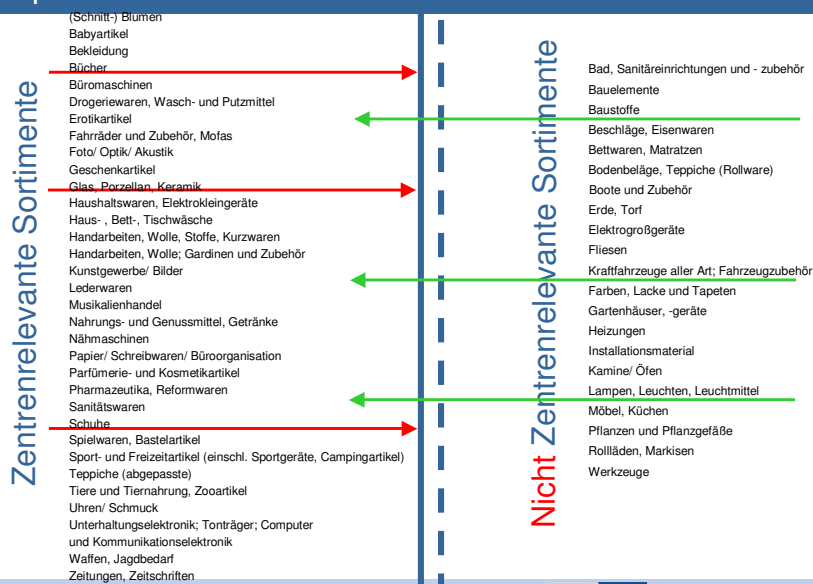 Zentrenrelevante Sortimente
(Schnitt-) Blumen
Babyartikel
Bekleidung
Bücher
Büromaschinen
Drogeriewaren, Wasch- und Putzmittel
Erotikartikel
Fahrräder und Zubehör, Mofas
Foto/ Optik/ Akustik
Geschenkartikel
Glas, Porzellan, Keramik
Haushaltswaren, Elektrokleingeräte
Haus- , Bett-, Tischwäsche
Handarbeiten, Wolle, Stoffe, Kurzwaren
Handarbeiten, Wolle; Gardinen und Zubehör
Kunstgewerbe/ Bilder
Lederwaren
Musikalienhandel
Nahrungs- und Genussmittel, Getränke
Nähmaschinen
Papier/ Schreibwaren/ Büroorganisation
Parfümerie- und Kosmetikartikel
Pharmazeutika, Reformwaren
Sanitätswaren
Schuhe
Spielwaren, Bastelartikel
Sport- und Freizeitartikel (einschl. Sportgeräte, Campingartikel)
Teppiche (abgepasste)
Tiere und Tiernahrung, Zooartikel
Uhren/ Schmuck
Unterhaltungselektronik; Tonträger; Computer
und Kommunikationselektronik
Waffen, Jagdbedarf
Zeitungen, Zeitschriften
Nicht Zentrenrelevante Sortimente
Bad, Sanitäreinrichtungen und - zubehör
Bauelemente
Baustoffe
Beschläge, Eisenwaren
Bettwaren, Matratzen
Bodenbeläge, Teppiche (Rollware)
Boote und Zubehör
Erde, Torf
Elektrogroßgeräte
Fliesen
Kraftfahrzeuge aller Art; Fahrzeugzubehör
Farben, Lacke und Tapeten
Gartenhäuser, -geräte
Heizungen
Installationsmaterial
Kamine/ Öfen
Lampen, Leuchten, Leuchtmittel
Möbel, Küchen
Pflanzen und Pflanzgefäße
Rollläden, Markisen
Werkzeuge